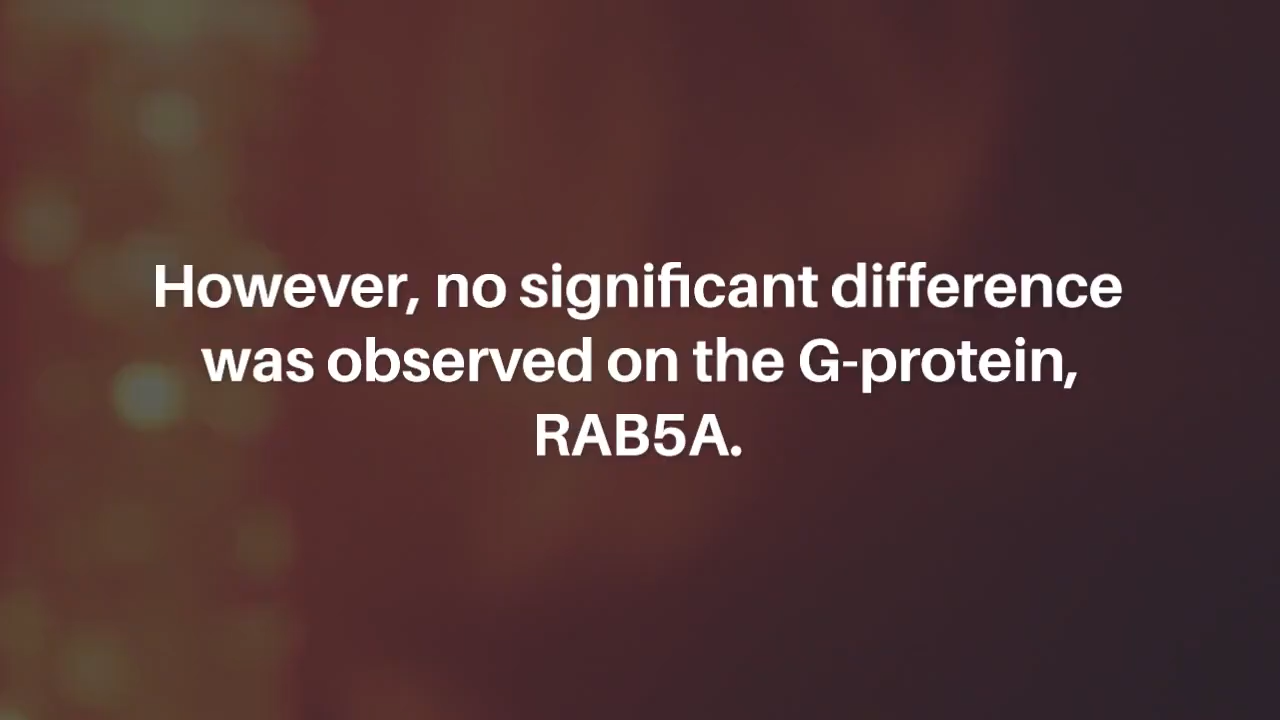 However, no significant difference
was observed on the G-protein,
RAB5A.